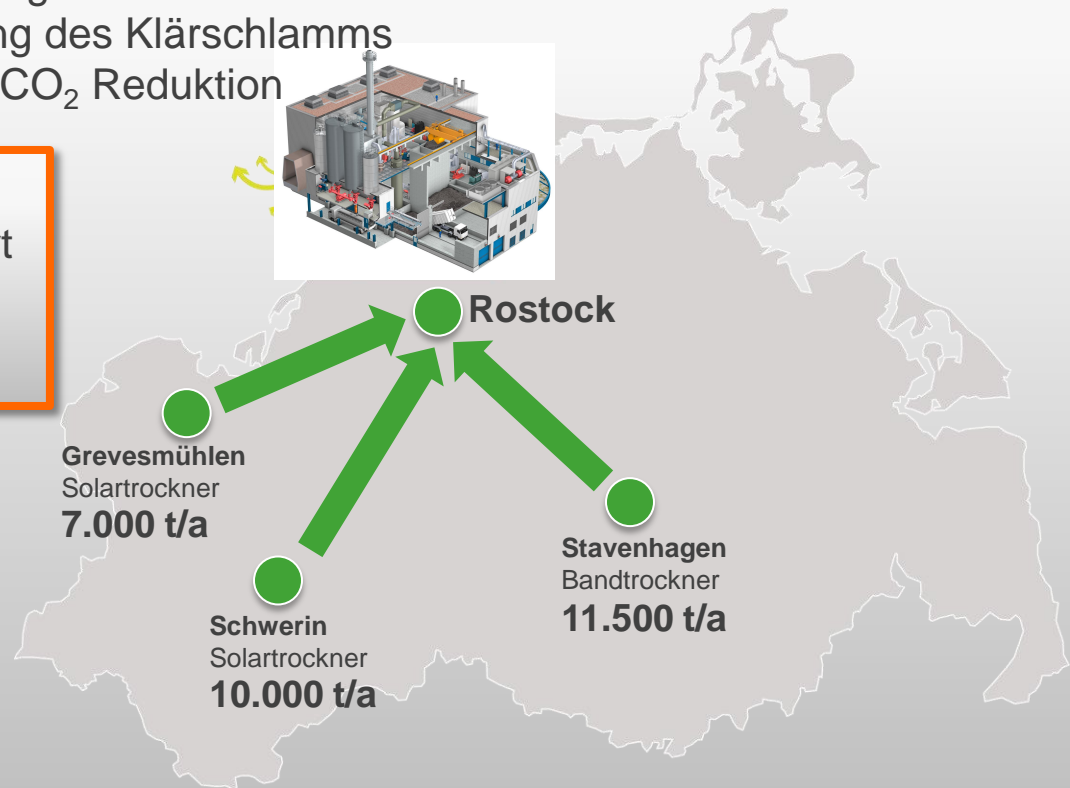 ng des Klärschlamms
CO₂ Reduktion
t
Rostock
Grevesmühlen
Solartrockner
7.000 t/a
Schwerin
Solartrockner
10.000 t/a
Stavenhagen
Bandtrockner
11.500 t/a